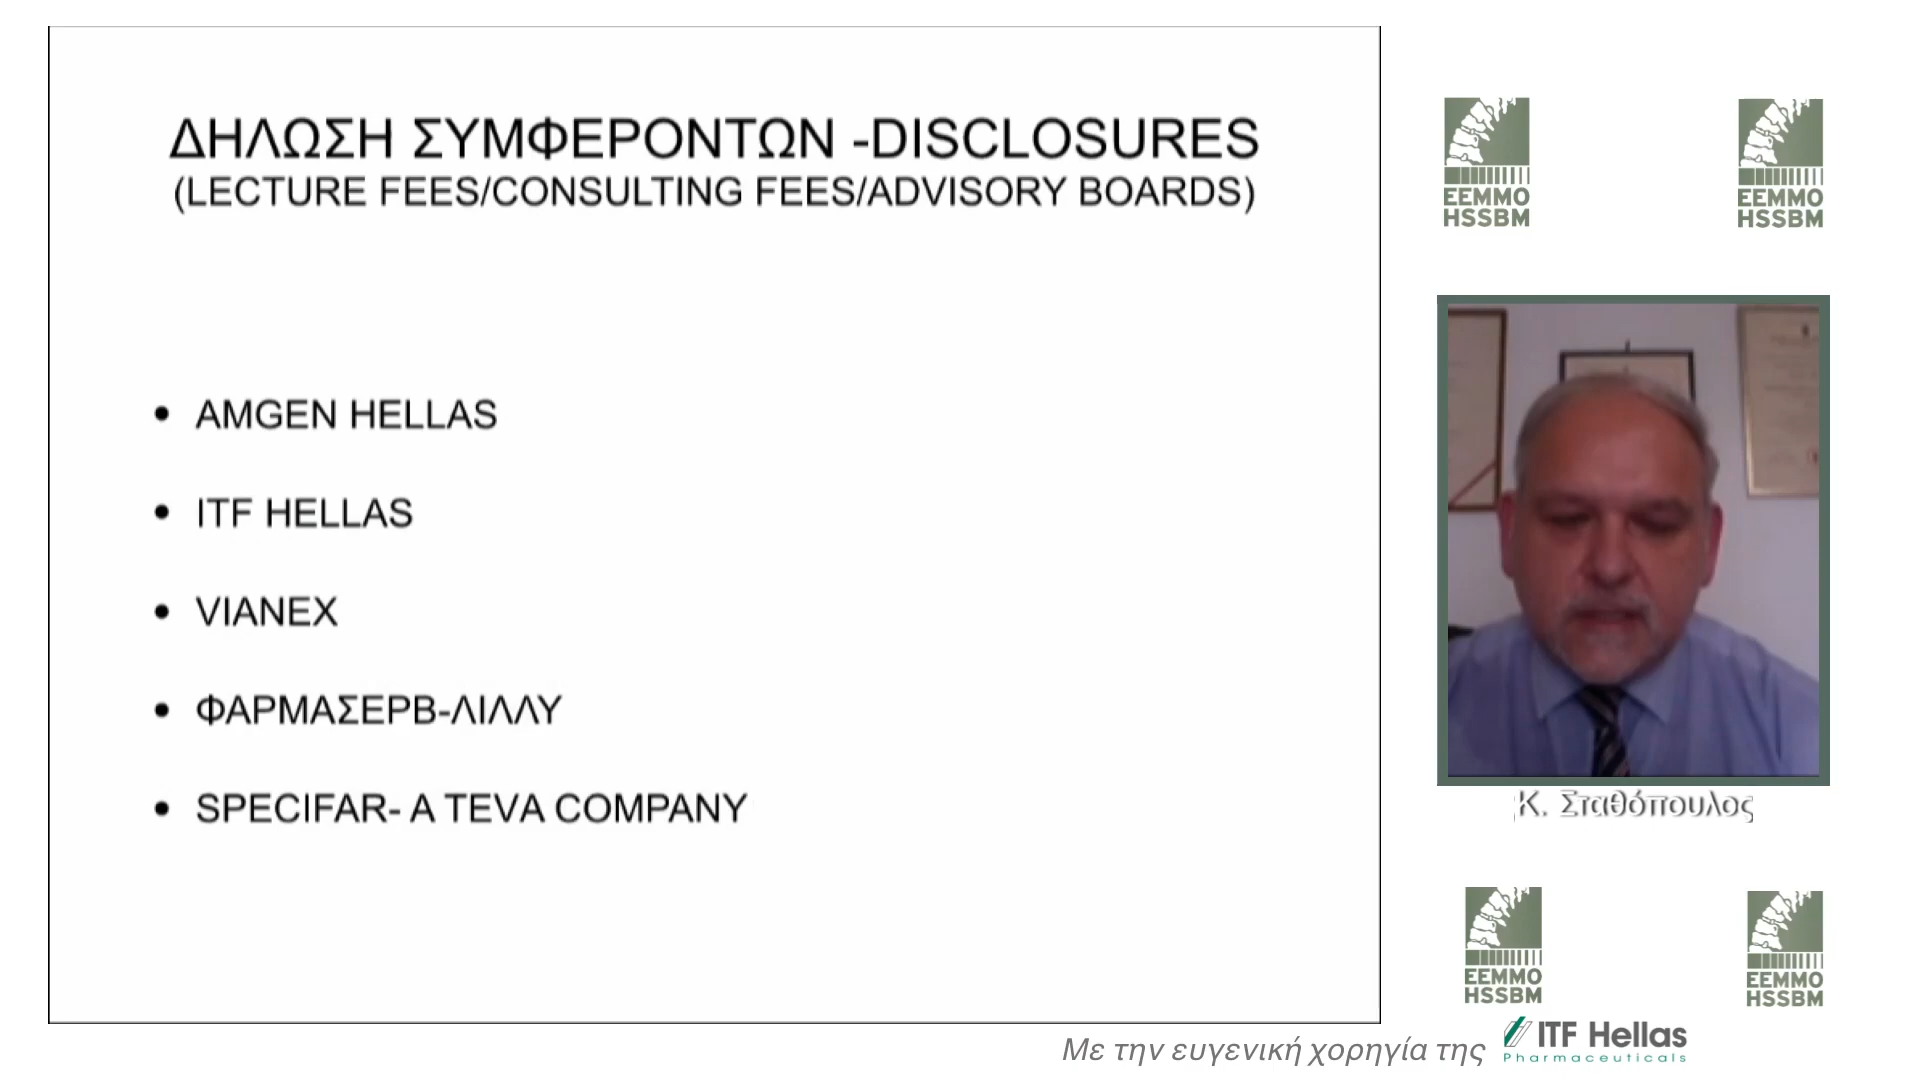 ΔΗΛΩΣΗ ΣΥΜΦΕΡΟΝΤΩΝ -DISCLOSURES
(LECTURE FEES/CONSULTING FEES/ADVISORY BOARDS)
• AMGEN HELLAS
• ITF HELLAS
• VIANEX
• ΦΑΡΜΑΣΕΡΒ-ΛΙΛΛΥ
• SPECIFAR- A TEVA COMPANY
EEMMO
HSSBM
EEMMO
HSSBM
Κ. Σταθόπουλος
EEMMO
HSSBM
EEMMO
HSSBM
Με την ευγενική χορηγία της
ITF Hellas
Pharmaceuticals